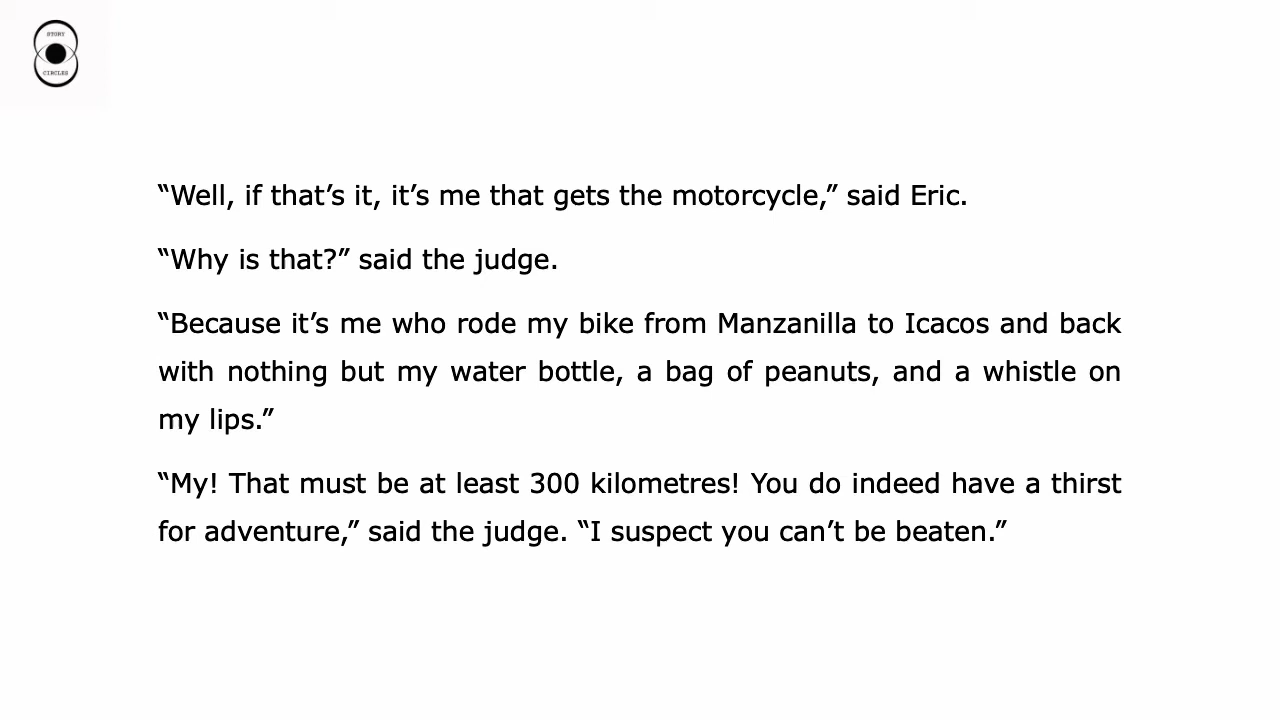 STORY
CIRCLES
“Well, if that’s it, it’s me that gets the motorcycle,” said Eric.
“Why is that?” said the judge.
“Because it’s me who rode my bike from Manzanilla to Icacos and back
with nothing but my water bottle, a bag of peanuts, and a whistle on
my lips.”
“My! That must be at least 300 kilometres! You do indeed have a thirst
for adventure,” said the judge. “I suspect you can’t be beaten.”